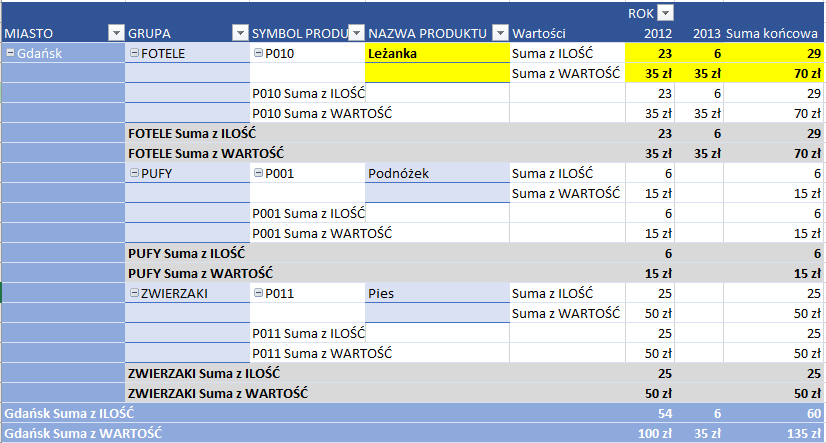 ROK
MIASTO GRUPA SYMBOL PRODU NAZWA PRODUKTU Wartości 2012 2013 Suma końcowa
Gdańsk FOTELE P010 Leżanka Suma z ILOŚĆ 23 6 29
Suma z WARTOŚĆ 35 zł 35 zł 70 zł
P010 Suma z ILOŚĆ 23 6 29
P010 Suma z WARTOŚĆ 35 zł 35 zł 70 zł
FOTELE Suma z ILOŚĆ 23 6 29
FOTELE Suma z WARTOŚĆ 35 zł 35 zł 70 zł
PUFY P001 Podnóżek Suma z ILOŚĆ 6 6
Suma z WARTOŚĆ 15 zł 15 zł
P001 Suma z ILOŚĆ 6 6
P001 Suma z WARTOŚĆ 15 zł 15 zł
PUFY Suma z ILOŚĆ 6 6
PUFY Suma z WARTOŚĆ 15 zł 15 zł
ZWIERZAKI P011 Pies Suma z ILOŚĆ 25 25
Suma z WARTOŚĆ 50 zł 50 zł
P011 Suma z ILOŚĆ 25 25
P011 Suma z WARTOŚĆ 50 zł 50 zł
ZWIERZAKI Suma z ILOŚĆ 25 25
ZWIERZAKI Suma z WARTOŚĆ 50 zł 50 zł
Gdańsk Suma z ILOŚĆ 54 6 60
Gdańsk Suma z WARTOŚĆ 100 zł 35 zł 135 zł